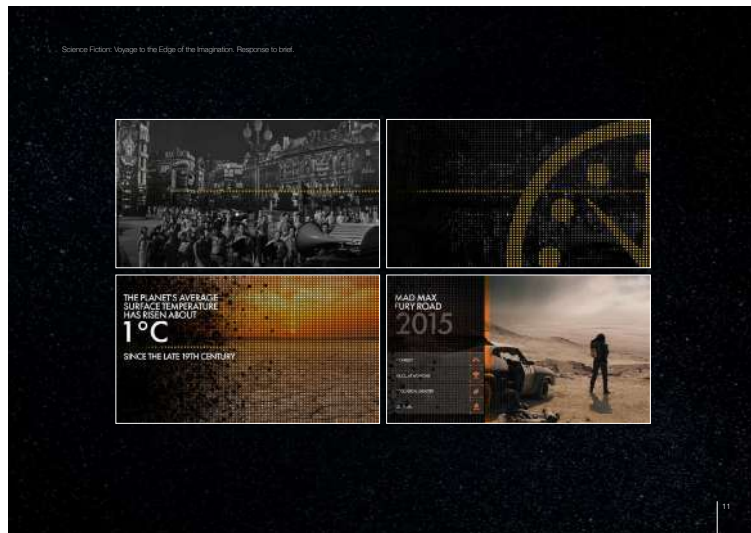 Science Fiction: Voyage to the Edge of the Imagination. Response to brief.
THE PLANET'S AVERAGE
SURFACE TEMPERATURE
HAS RISEN ABOUT
1°C
SINCE THE LATE 19TH CENTURY
MAD MAX
FURY ROAD
2015
11